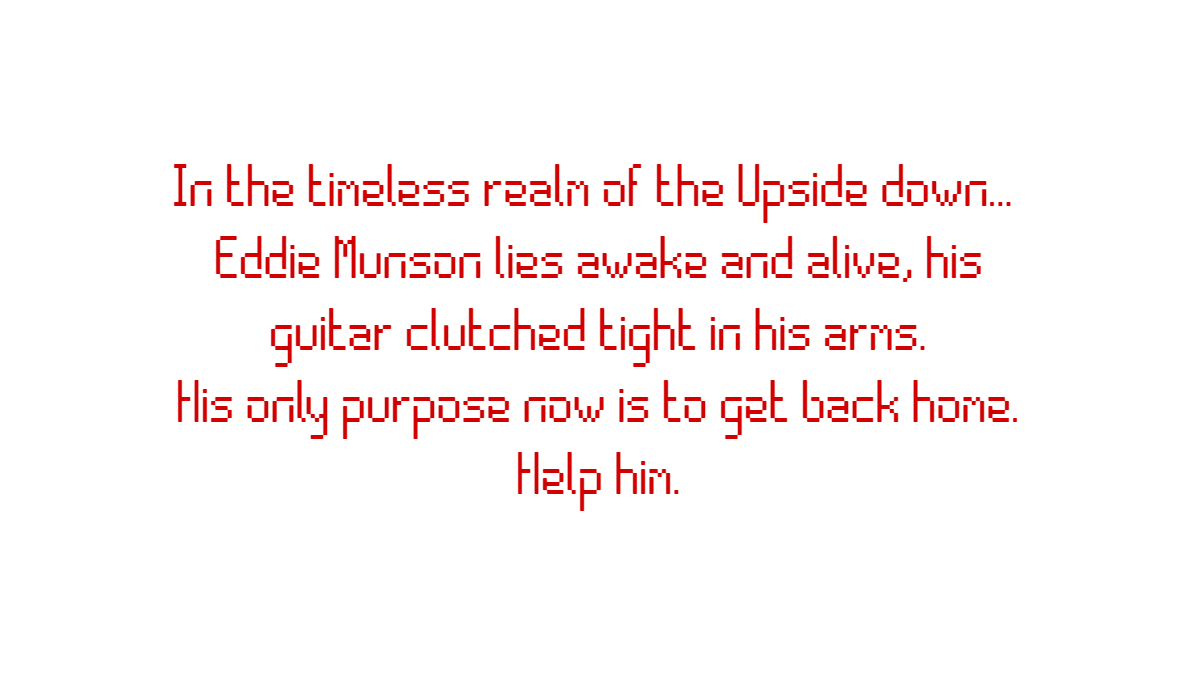 In the timeless realm of the Upside down...
Eddie Munson lies awake and alive, his
guitar clutched tight in his arms.
His only purpose now is to get back home.
Help him.